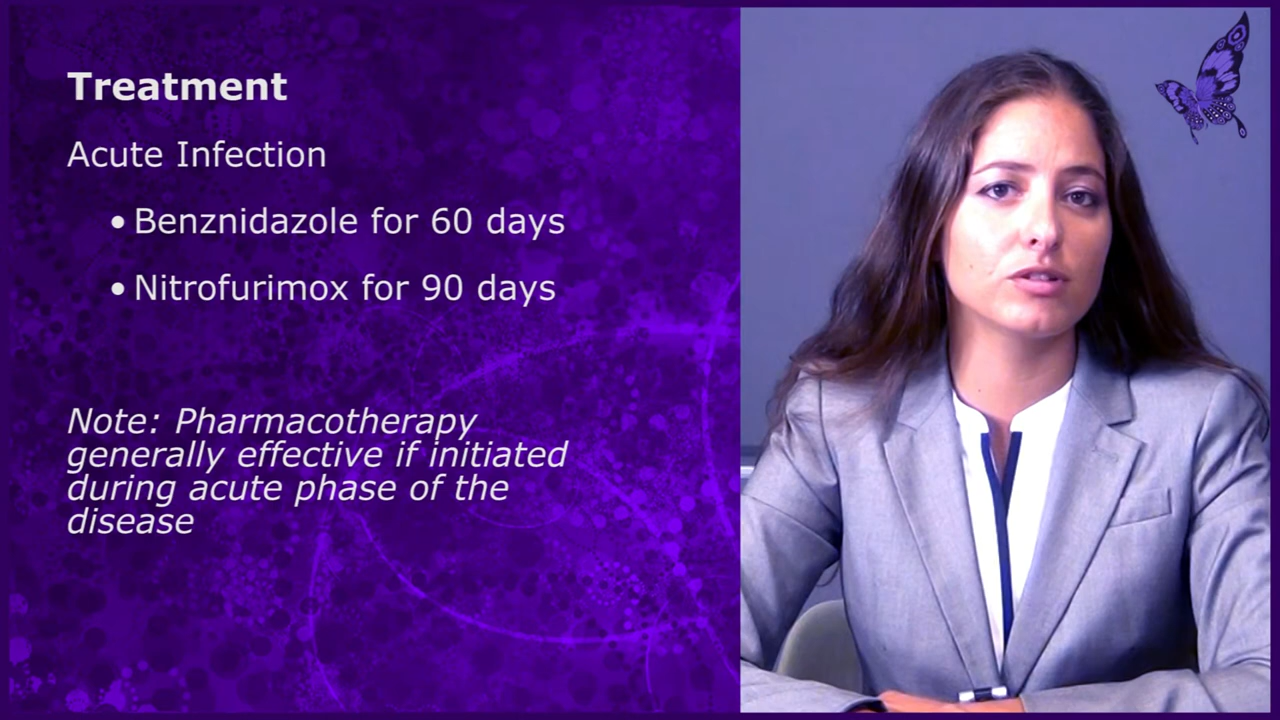 Treatment
Acute Infection
• Benznidazole for 60 days
• Nitrofurimox for 90 days
Note: Pharmacotherapy
generally effective if initiated
during acute phase of the
disease